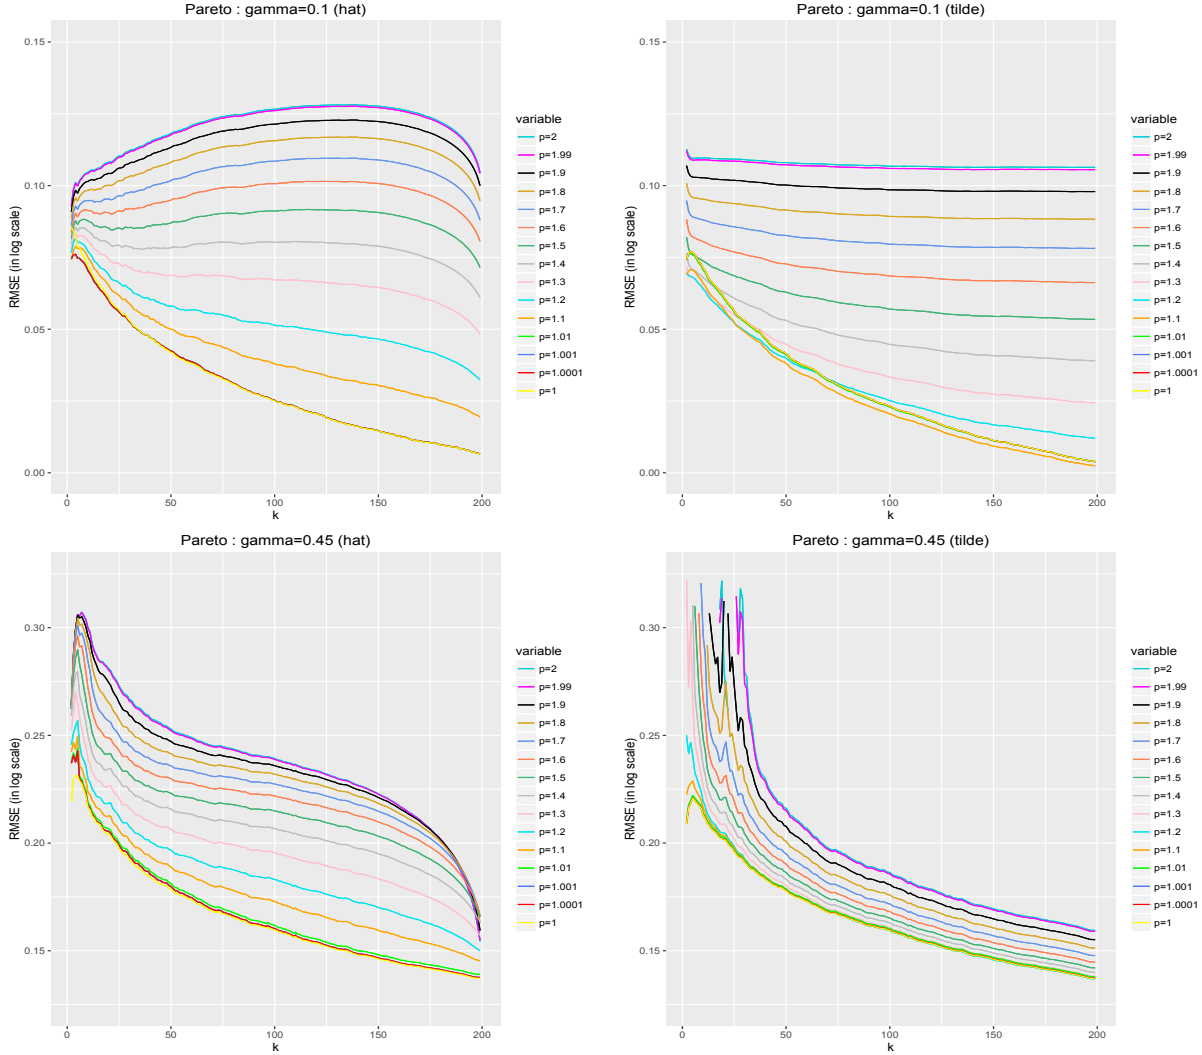 Pareto : gamma=0.1 (hat)
RMSE (in log scale)
0.15
0.10
0.05
0.00
0
50
100
150
200
k
variable
p=2
p=1.99
p=1.9
p=1.8
p=1.7
p=1.6
p=1.5
p=1.4
p=1.3
p=1.2
p=1.1
p=1.01
p=1.001
p=1.0001
p=1
Pareto : gamma=0.1 (tilde)
RMSE (in log scale)
0.15
0.10
0.05
0.00
0
50
100
150
200
k
variable
p=2
p=1.99
p=1.9
p=1.8
p=1.7
p=1.6
p=1.5
p=1.4
p=1.3
p=1.2
p=1.1
p=1.01
p=1.001
p=1.0001
p=1
Pareto : gamma=0.45 (hat)
RMSE (in log scale)
0.30
0.25
0.20
0.15
0
50
100
150
200
k
variable
p=2
p=1.99
p=1.9
p=1.8
p=1.7
p=1.6
p=1.5
p=1.4
p=1.3
p=1.2
p=1.1
p=1.01
p=1.001
p=1.0001
p=1
Pareto : gamma=0.45 (tilde)
RMSE (in log scale)
0.30
0.25
0.20
0.15
0
50
100
150
200
k
variable
p=2
p=1.99
p=1.9
p=1.8
p=1.7
p=1.6
p=1.5
p=1.4
p=1.3
p=1.2
p=1.1
p=1.01
p=1.001
p=1.0001
p=1